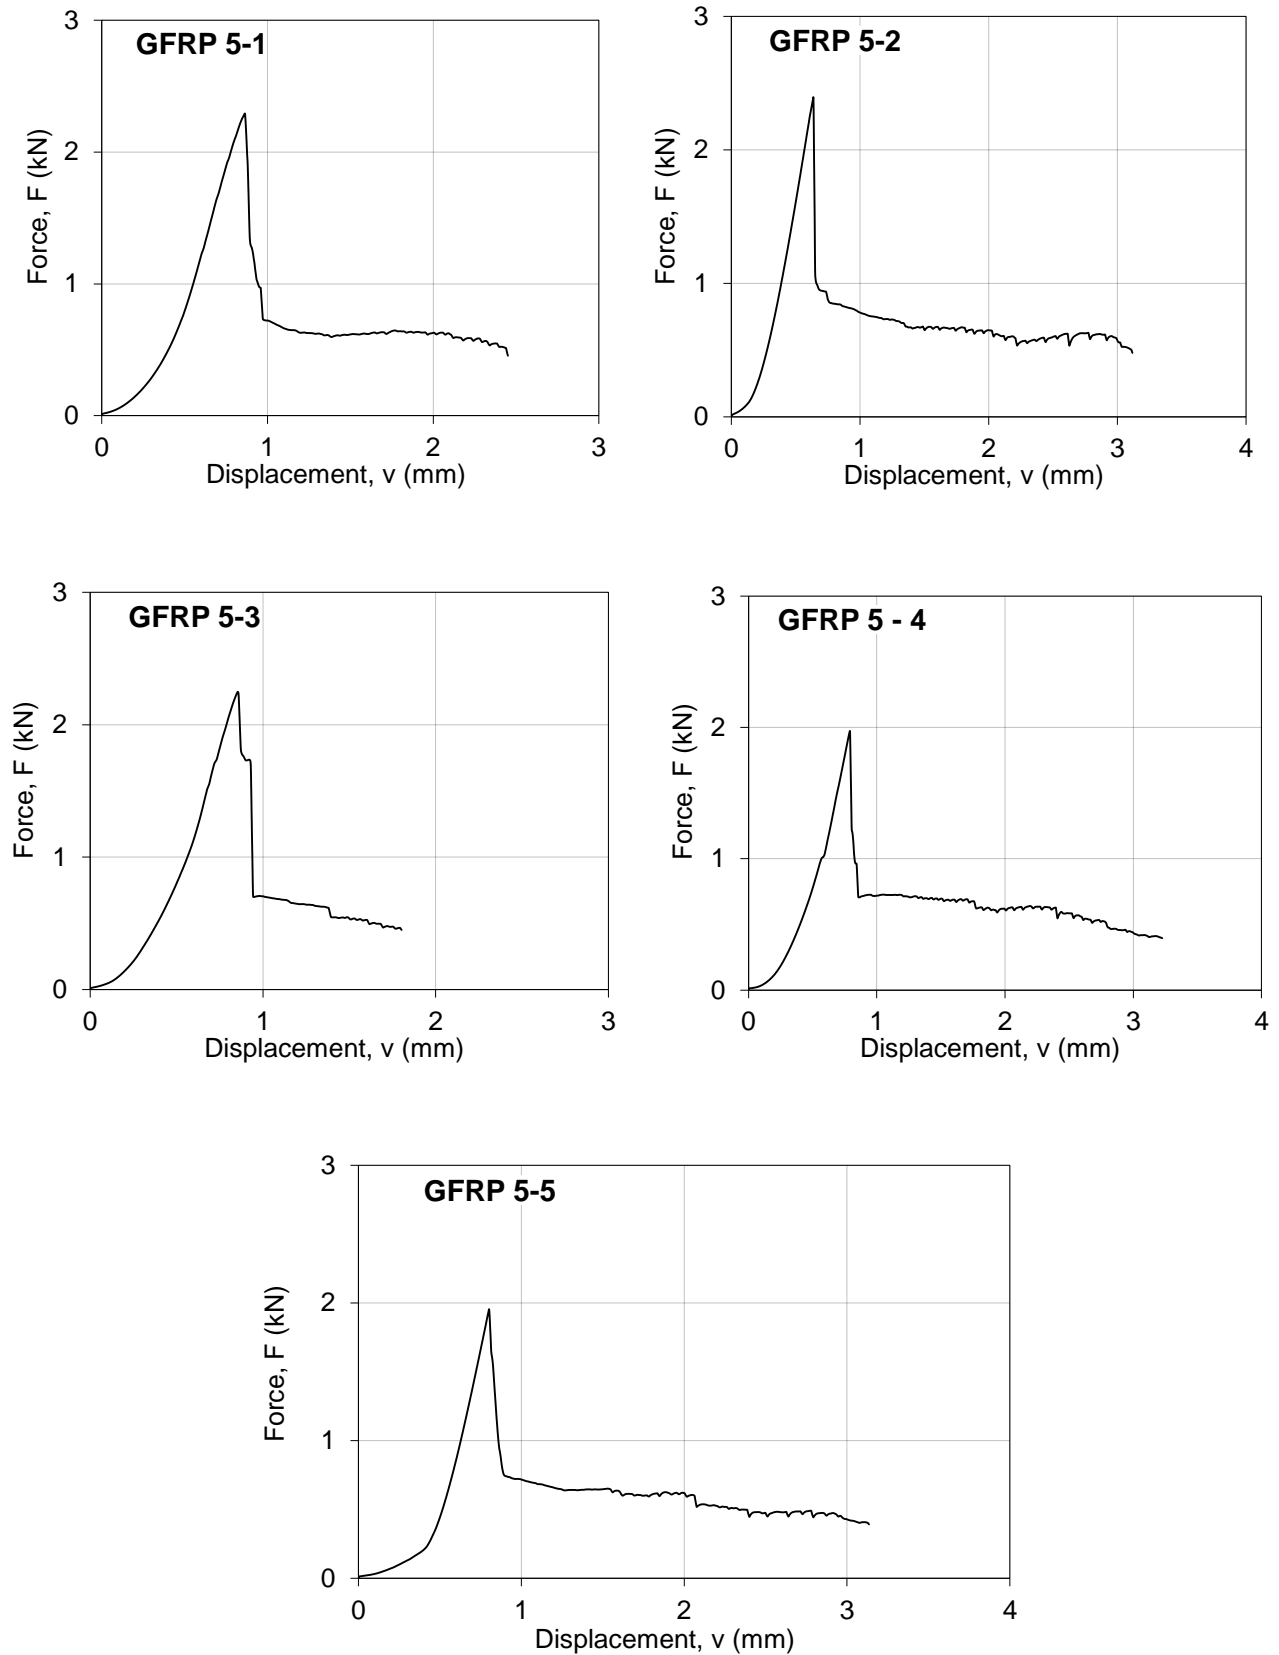 GFRP 5-1
3
2
1
0
Force, F (kN)
0 1 2 3
Displacement, v (mm)
GFRP 5-2
3
2
1
0
Force, F (kN)
0 1 2 3 4
Displacement, v (mm)
GFRP 5-3
3
2
1
0
Force, F (kN)
0 1 2 3
Displacement, v (mm)
GFRP 5 - 4
3
2
1
0
Force, F (kN)
0 1 2 3 4
Displacement, v (mm)
GFRP 5-5
3
2
1
0
Force, F (kN)
0 1 2 3 4
Displacement, v (mm)